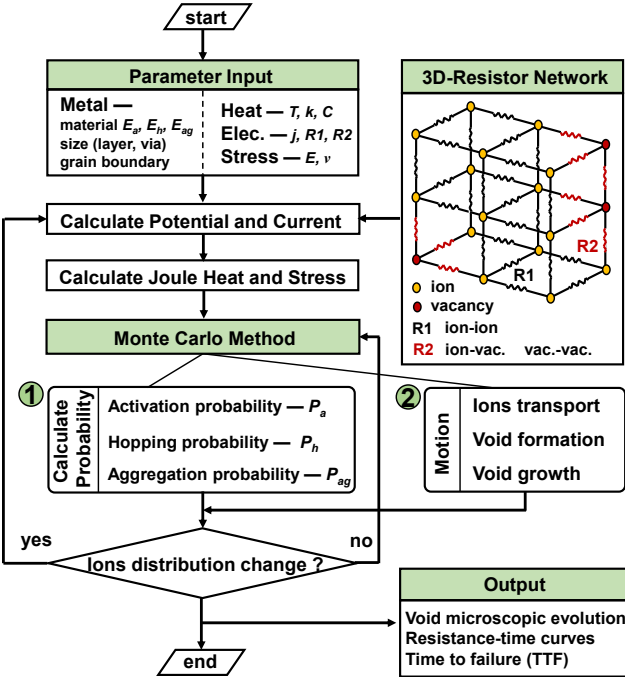 start
Parameter Input
Metal —
material Ea, Eh, Eag
size (layer, via)
grain boundary
Heat — T, k, C
Elec. — j, R1, R2
Stress — E, ν
3D-Resistor Network
R2
R1
ion
vacancy
R1 ion-ion
R2 ion-vac. vac.-vac.
Calculate Potential and Current
Calculate Joule Heat and Stress
Monte Carlo Method
1
Calculate
Probability
Activation probability — Pa
Hopping probability — Ph
Aggregation probability — Pag
2
Motion
Ions transport
Void formation
Void growth
yes
no
Ions distribution change ?
Output
Void microscopic evolution
Resistance-time curves
Time to failure (TTF)
end